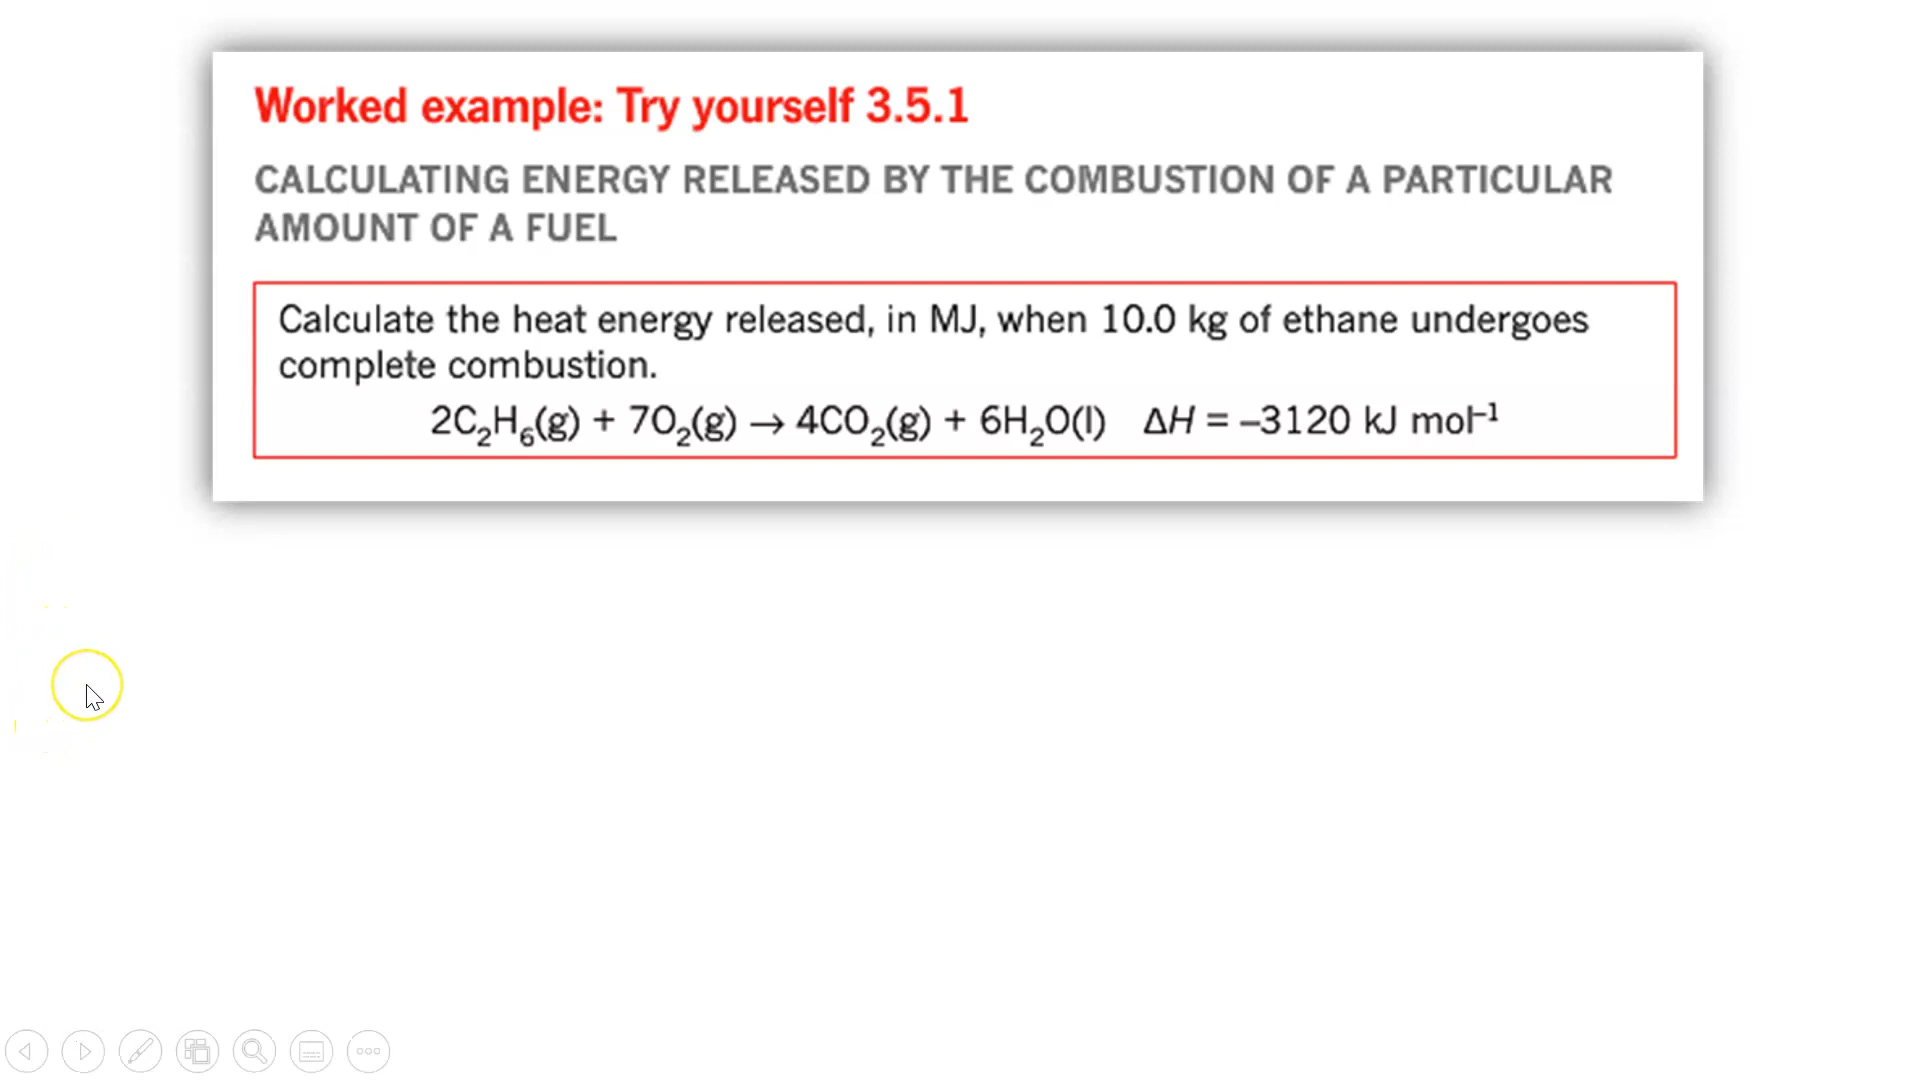 Worked example: Try yourself 3.5.1
CALCULATING ENERGY RELEASED BY THE COMBUSTION OF A PARTICULAR
AMOUNT OF A FUEL
Calculate the heat energy released, in MJ, when 10.0 kg of ethane undergoes
complete combustion.
2C₂H₆(g) + 7O₂(g) → 4CO₂(g) + 6H₂O(l) ΔH = –3120 kJ mol⁻¹